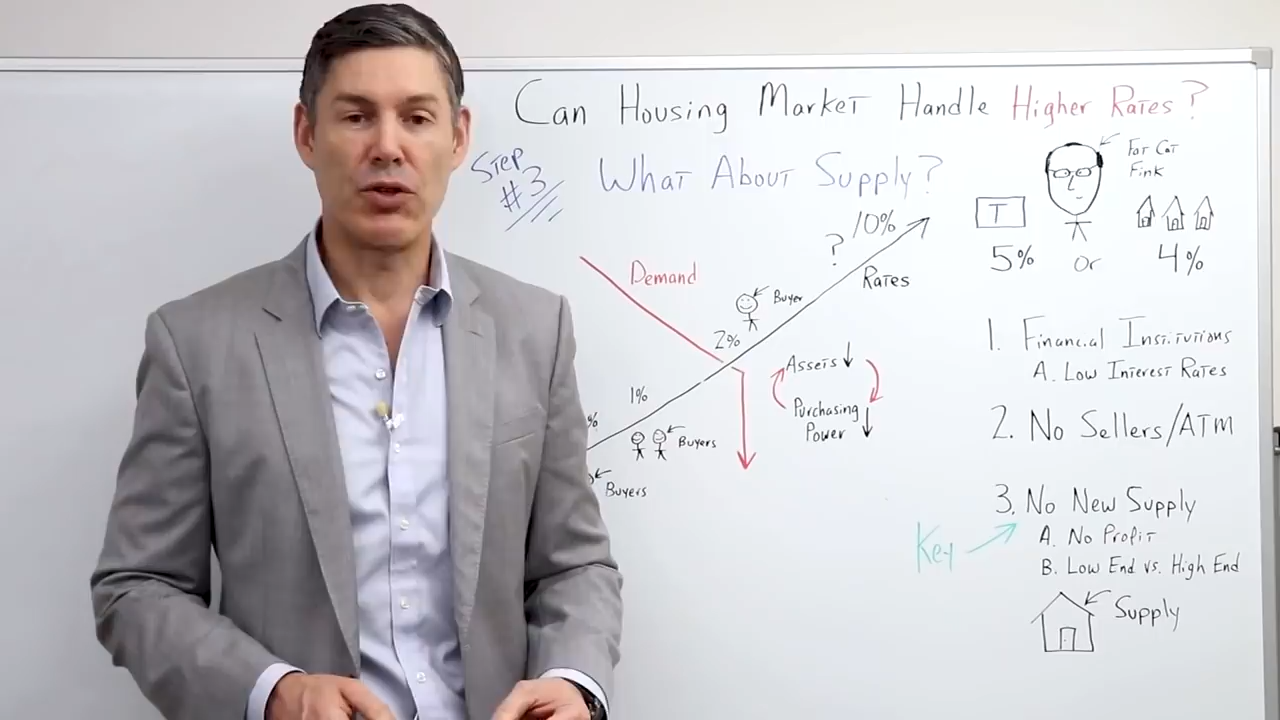 Can Housing Market Handle Higher Rates?
Step
#3
What About Supply?
Fat Cat
Fink
T
5% or 4%
10%
?
Rates
Demand
Buyer
2%
Assets ↓
Purchasing
Power ↓
1%
%
Buyers
Buyers
1. Financial Institutions
A. Low Interest Rates
2. No Sellers/ATM
3. No New Supply
Key
A. No Profit
B. Low End vs. High End
Supply